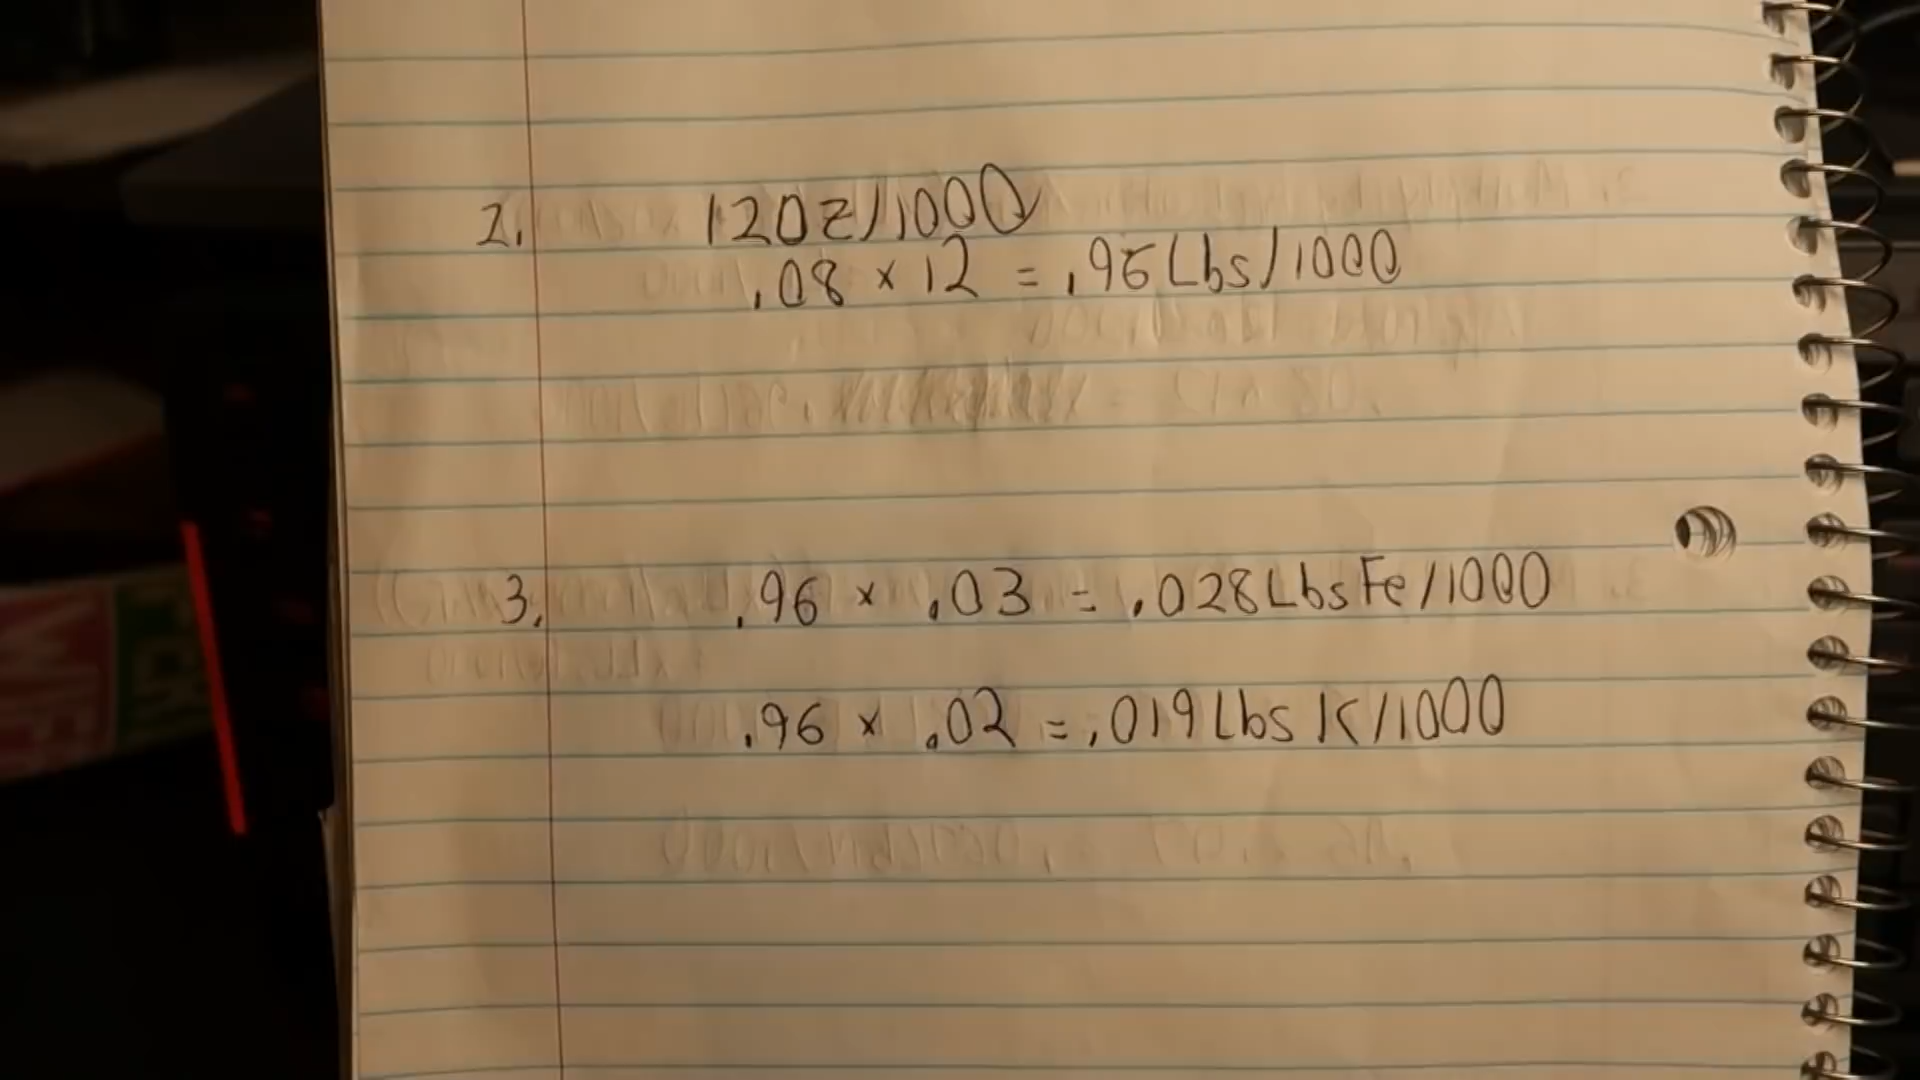 2. 12OZ/1000
.08 × 12 = .96 Lbs/1000
3. .96 × .03 = .028 Lbs Fe/1000
.96 × .02 = .019 Lbs K/1000